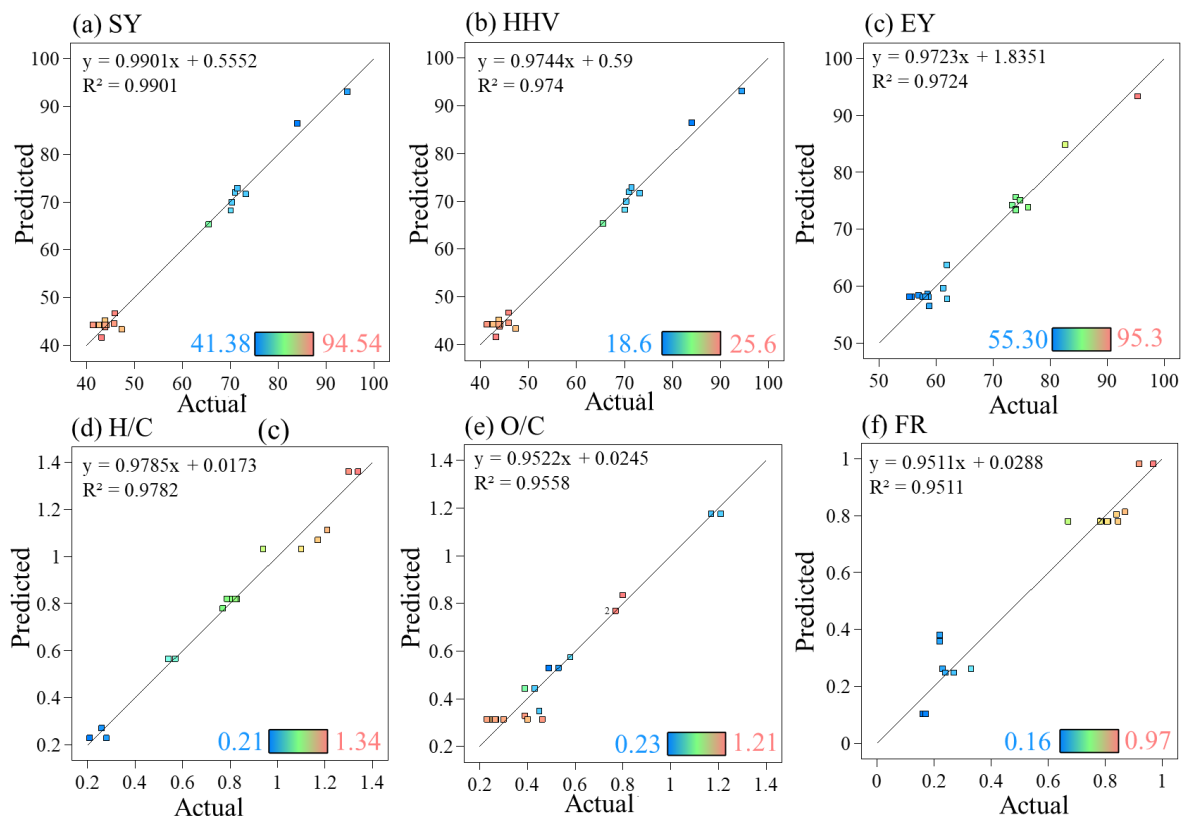 (a) SY
y = 0.9901x + 0.5552
R² = 0.9901
100
90
80
70
60
50
40
Predicted
41.38 94.54
40 50 60 70 80 90 100
Actual
(b) HHV
y = 0.9744x + 0.59
R² = 0.974
100
90
80
70
60
50
40
Predicted
18.6 25.6
40 50 60 70 80 90 100
Actual
(c) EY
y = 0.9723x + 1.8351
R² = 0.9724
100
90
80
70
60
50
Predicted
55.30 95.3
50 60 70 80 90 100
Actual
(d) H/C (c)
y = 0.9785x + 0.0173
R² = 0.9782
1.4
1.2
1
0.8
0.6
0.4
0.2
Predicted
0.21 1.34
0.2 0.4 0.6 0.8 1 1.2 1.4
Actual
(e) O/C
y = 0.9522x + 0.0245
R² = 0.9558
1.4
1.2
1
0.8
0.6
0.4
0.2
Predicted
2
0.23 1.21
0.2 0.4 0.6 0.8 1 1.2 1.4
Actual
(f) FR
y = 0.9511x + 0.0288
R² = 0.9511
1
0.8
0.6
0.4
0.2
0
Predicted
0.16 0.97
0 0.2 0.4 0.6 0.8 1
Actual